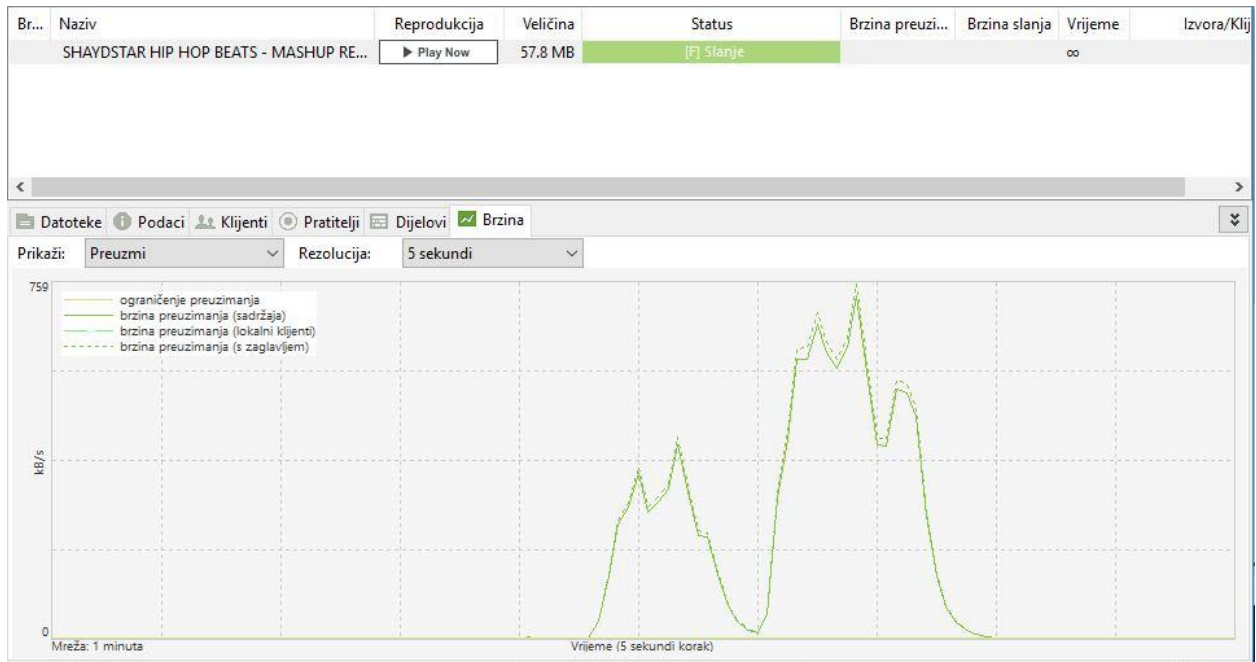 Br... Naziv Reprodukcija Veličina Status Brzina preuzi... Brzina slanja Vrijeme Izvora/Klij
SHAYDSTAR HIP HOP BEATS - MASHUP RE... Play Now 57.8 MB [F] Slanje ∞
Datoteke Podaci Klijenti Pratitelji Dijelovi Brzina
Prikaži: Preuzmi Rezolucija: 5 sekundi
759
ograničenje preuzimanja
brzina preuzimanja (sadržaja)
brzina preuzimanja (lokalni klijenti)
brzina preuzimanja (s zaglavljem)
kB/s
0
Mreža: 1 minuta Vrijeme (5 sekundi korak)